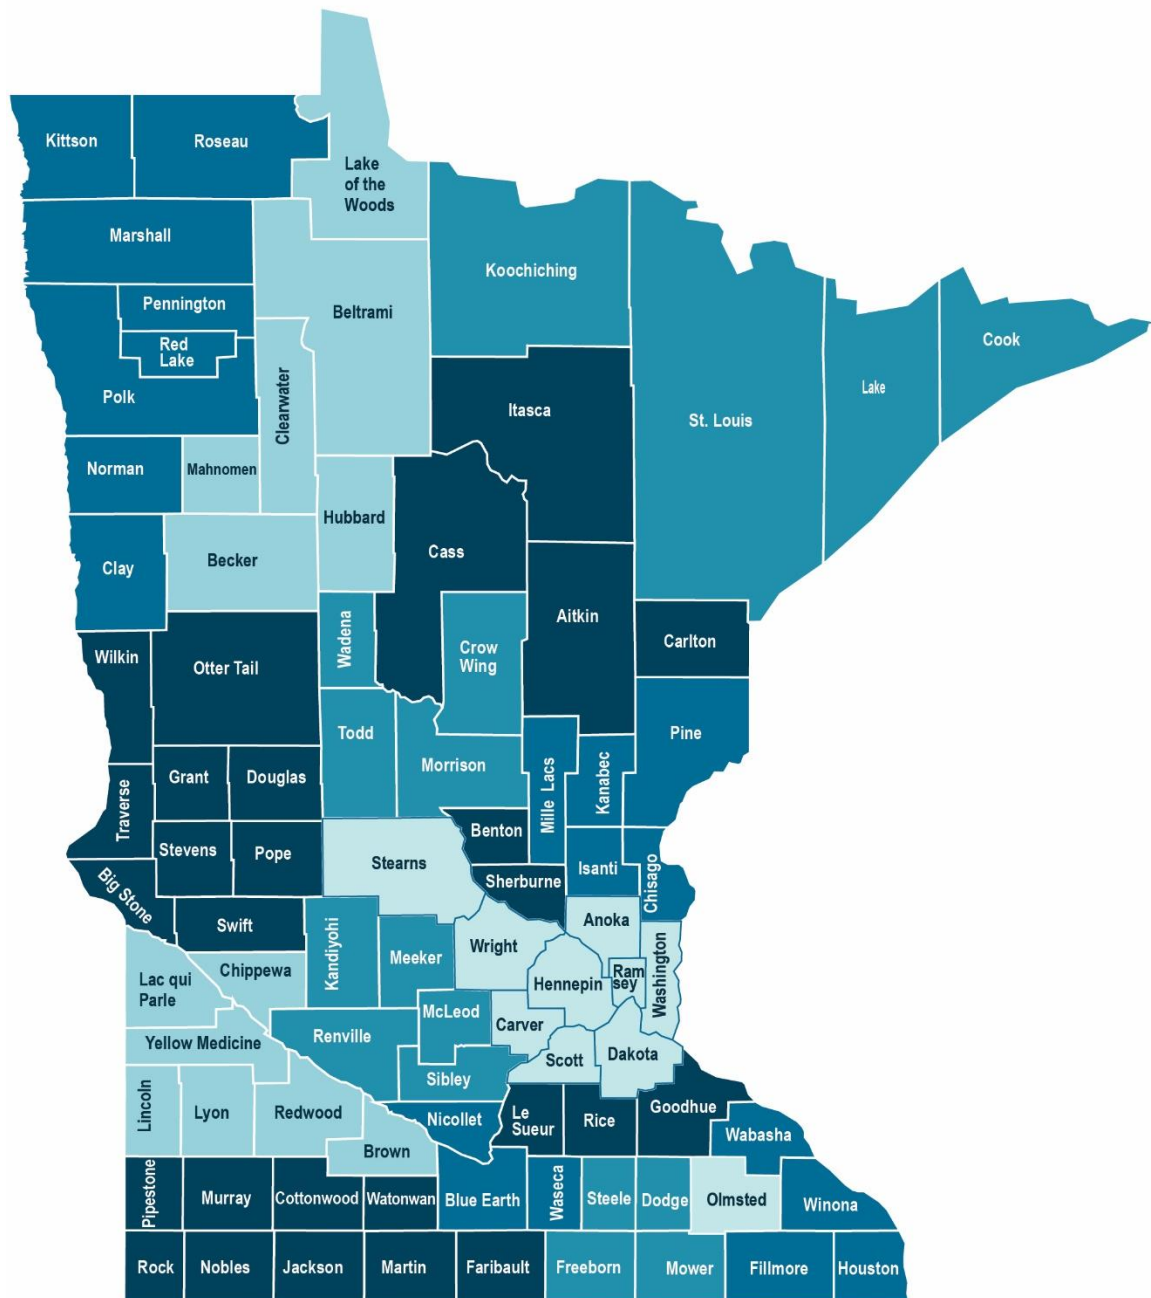 Kittson
Roseau
Lake
of the
Woods
Marshall
Koochiching
Pennington
Beltrami
Red
Lake
Cook
Polk
Clearwater
Itasca
Lake
St. Louis
Norman
Mahnomen
Hubbard
Cass
Becker
Clay
Aitkin
Wadena
Crow
Wing
Carlton
Wilkin
Otter Tail
Todd
Pine
Morrison
Mille Lacs
Kanabec
Grant
Douglas
Traverse
Benton
Stevens
Pope
Stearns
Isanti
Chisago
Big Stone
Sherburne
Swift
Anoka
Kandiyohi
Meeker
Wright
Washington
Lac qui
Parle
Chippewa
Hennepin
Ram
sey
McLeod
Carver
Yellow Medicine
Renville
Scott
Dakota
Sibley
Lincoln
Lyon
Redwood
Nicollet
Le
Sueur
Rice
Goodhue
Wabasha
Brown
Pipestone
Murray
Cottonwood
Watonwan
Blue Earth
Waseca
Steele
Dodge
Olmsted
Winona
Rock
Nobles
Jackson
Martin
Faribault
Freeborn
Mower
Fillmore
Houston